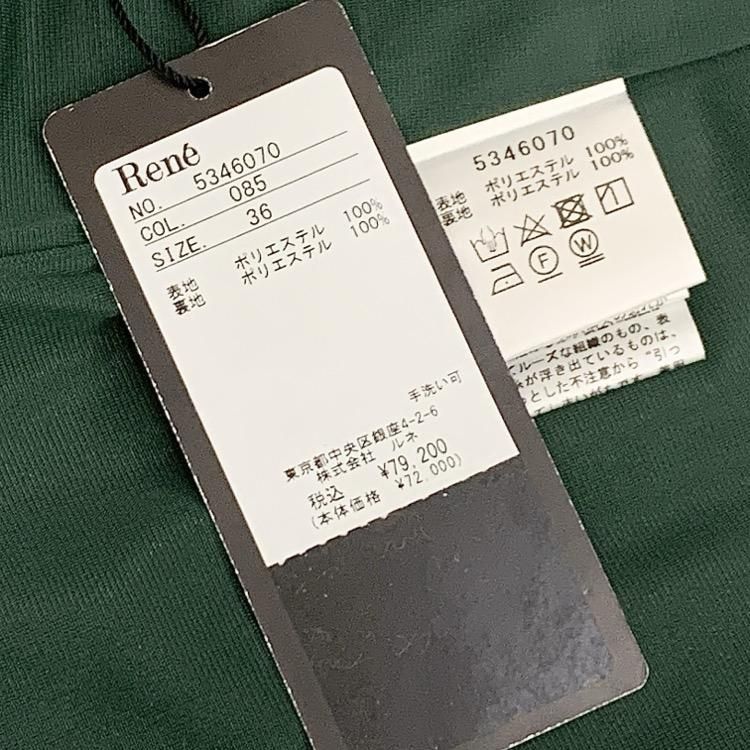 René
NO. 5346070
COL. 085
SIZE. 36
表地 ポリエステル 100%
裏地 ポリエステル 100%
手洗い可
東京都中央区銀座4-2-6
株式会社 ルネ
税込 ¥79,200
(本体価格 ¥72,000)
5346070
表地 ポリエステル 100%
裏地 ポリエステル 100%
1
F W
ルーズな組織のもの、表
が浮き出ているものは、
とした不注意から "引っ